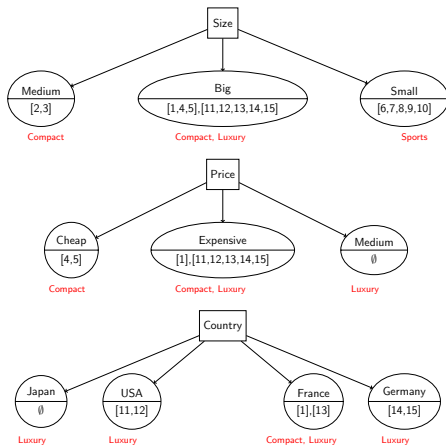 Size
Medium
[2,3]
Compact
Big
[1,4,5],[11,12,13,14,15]
Compact, Luxury
Small
[6,7,8,9,10]
Sports
Price
Cheap
[4,5]
Compact
Expensive
[1],[11,12,13,14,15]
Compact, Luxury
Medium
∅
Luxury
Country
Japan
∅
Luxury
USA
[11,12]
Luxury
France
[1],[13]
Compact, Luxury
Germany
[14,15]
Luxury